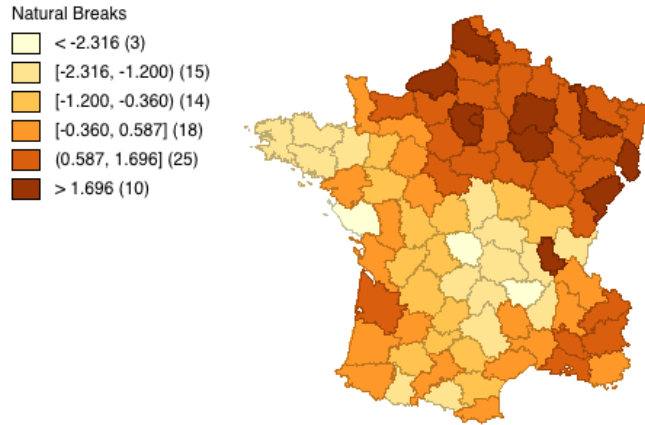 Natural Breaks
< -2.316 (3)
[-2.316, -1.200) (15)
[-1.200, -0.360) (14)
[-0.360, 0.587] (18)
(0.587, 1.696] (25)
> 1.696 (10)